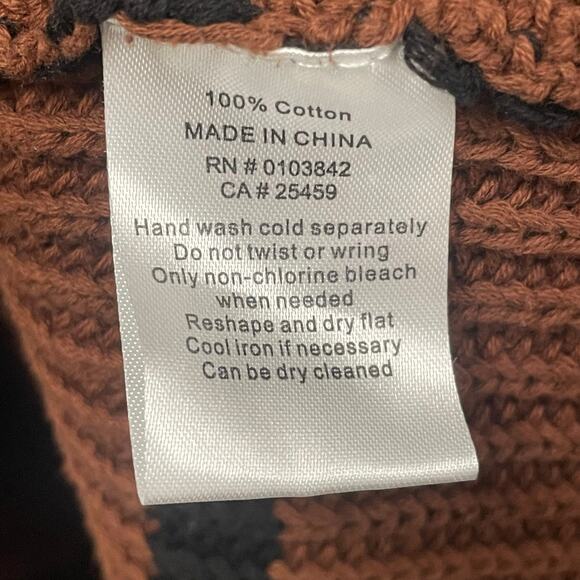 100% Cotton
MADE IN CHINA
RN # 0103842
CA # 25459
Hand wash cold separately
Do not twist or wring
Only non-chlorine bleach
when needed
Reshape and dry flat
Cool iron if necessary
Can be dry cleaned